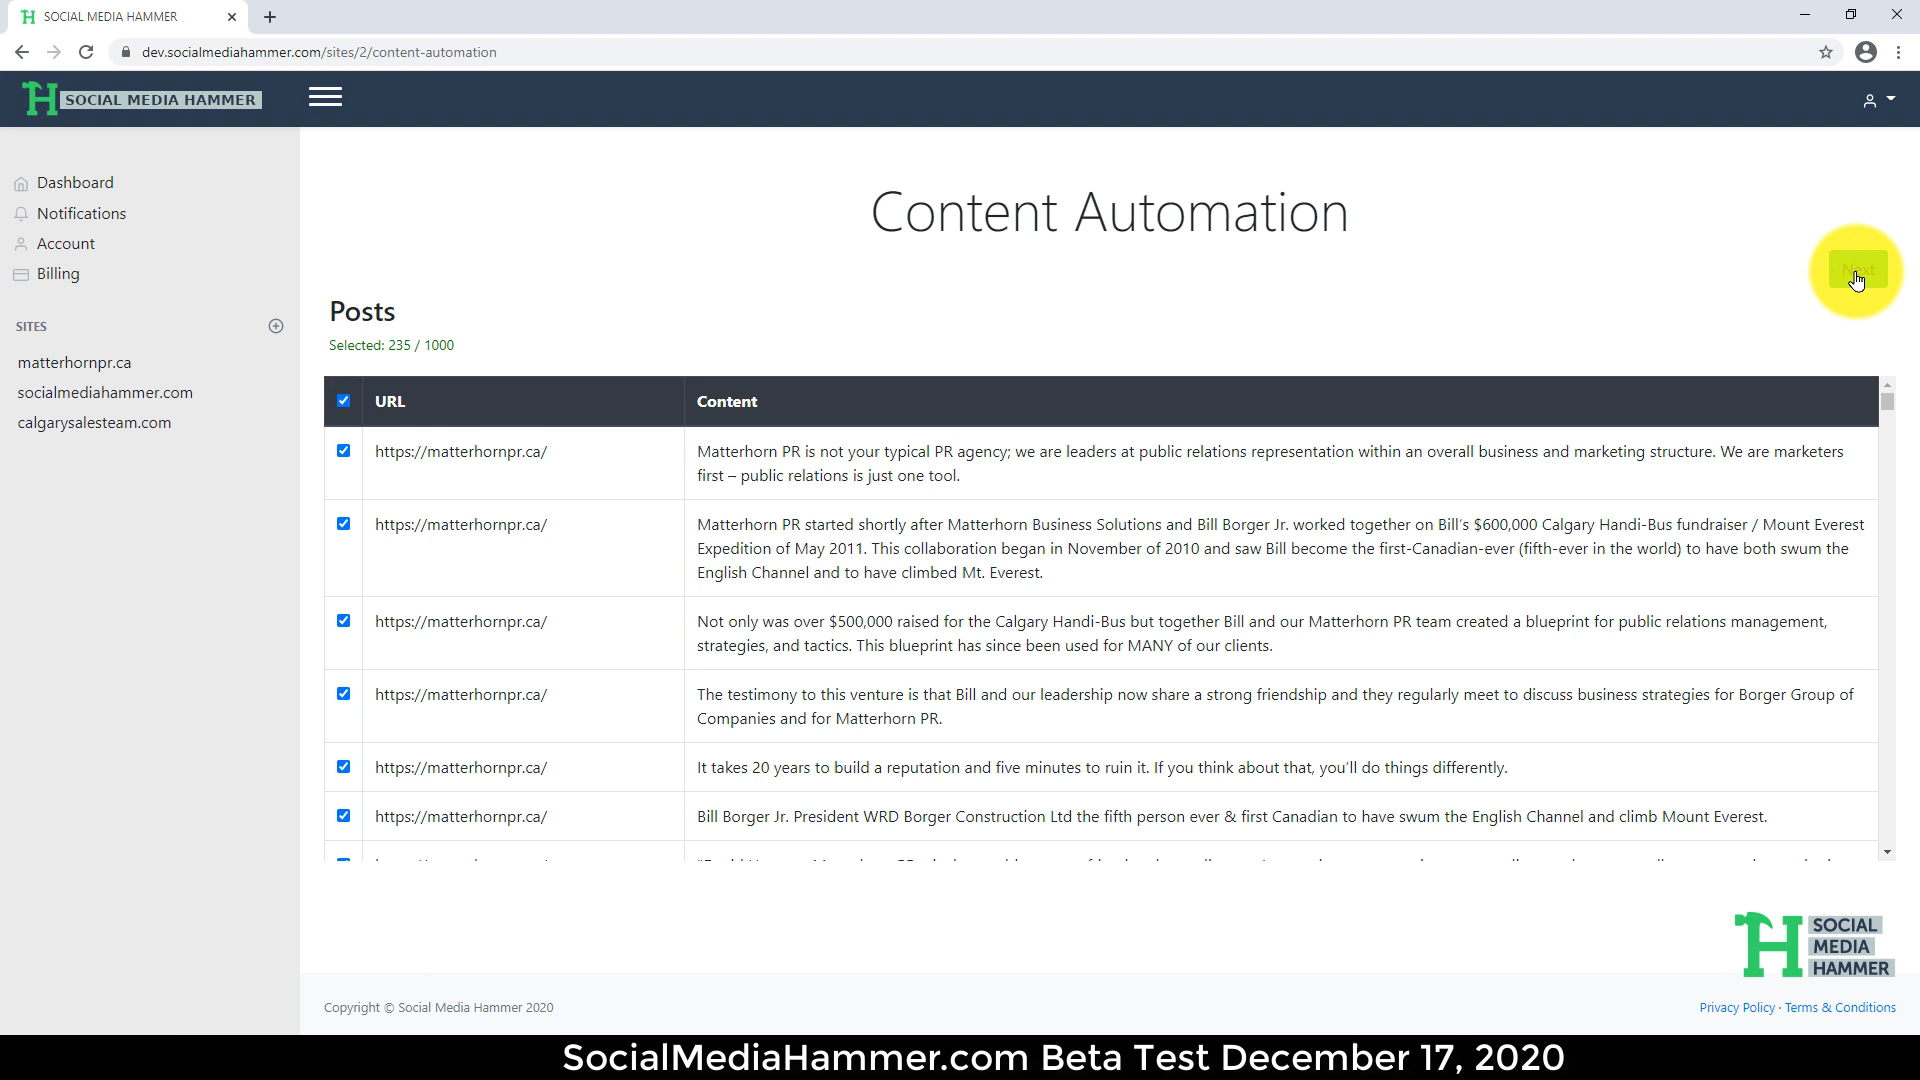 SOCIAL MEDIA HAMMER
dev.socialmediahammer.com/sites/2/content-automation
SOCIAL MEDIA HAMMER
Dashboard
Notifications
Account
Billing
SITES
matterhornpr.ca
socialmediahammer.com
calgarysalesteam.com
Content Automation
Next
Posts
Selected: 235 / 1000
URL Content
https://matterhornpr.ca/ Matterhorn PR is not your typical PR agency; we are leaders at public relations representation within an overall business and marketing structure. We are marketers
first – public relations is just one tool.
https://matterhornpr.ca/ Matterhorn PR started shortly after Matterhorn Business Solutions and Bill Borger Jr. worked together on Bill's $600,000 Calgary Handi-Bus fundraiser / Mount Everest
Expedition of May 2011. This collaboration began in November of 2010 and saw Bill become the first-Canadian-ever (fifth-ever in the world) to have both swum the
English Channel and to have climbed Mt. Everest.
https://matterhornpr.ca/ Not only was over $500,000 raised for the Calgary Handi-Bus but together Bill and our Matterhorn PR team created a blueprint for public relations management,
strategies, and tactics. This blueprint has since been used for MANY of our clients.
https://matterhornpr.ca/ The testimony to this venture is that Bill and our leadership now share a strong friendship and they regularly meet to discuss business strategies for Borger Group of
Companies and for Matterhorn PR.
https://matterhornpr.ca/ It takes 20 years to build a reputation and five minutes to ruin it. If you think about that, you'll do things differently.
https://matterhornpr.ca/ Bill Borger Jr. President WRD Borger Construction Ltd the fifth person ever & first Canadian to have swum the English Channel and climb Mount Everest.
SOCIAL
MEDIA
HAMMER
Copyright © Social Media Hammer 2020
Privacy Policy · Terms & Conditions
SocialMediaHammer.com Beta Test December 17, 2020